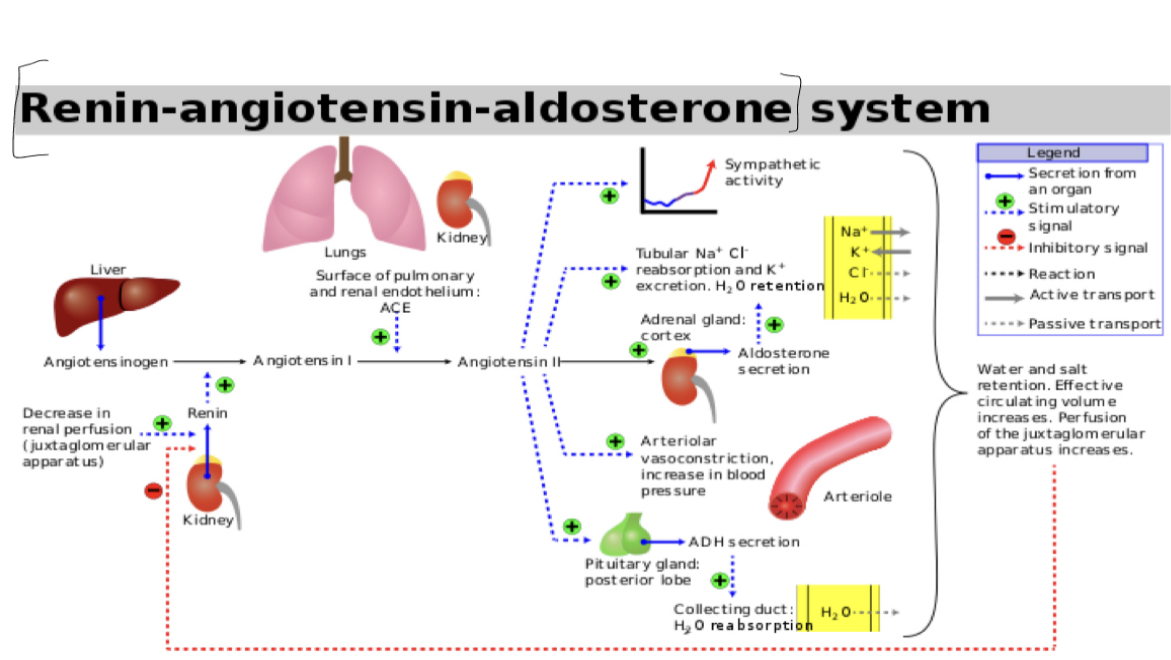 Renin-angiotensin-aldosterone system
Legend
Secretion from
an organ
Stimulatory
signal
Inhibitory signal
Reaction
Active transport
Passive transport
Lungs
Kidney
Surface of pulmonary
and renal endothelium:
ACE
Liver
Angiotensinogen
Angiotensin I
Angiotensin II
Decrease in
renal perfusion
(juxtaglomerular
apparatus)
Renin
Kidney
Sympathetic
activity
Tubular Na⁺ Cl⁻
reabsorption and K⁺
excretion. H₂O retention
Na⁺
K⁺
Cl⁻
H₂O
Adrenal gland:
cortex
Aldosterone
secretion
Arteriolar
vasoconstriction,
increase in blood
pressure
Arteriole
Pituitary gland:
posterior lobe
ADH secretion
Collecting duct:
H₂O reabsorption
H₂O
Water and salt
retention. Effective
circulating volume
increases. Perfusion
of the juxtaglomerular
apparatus increases.